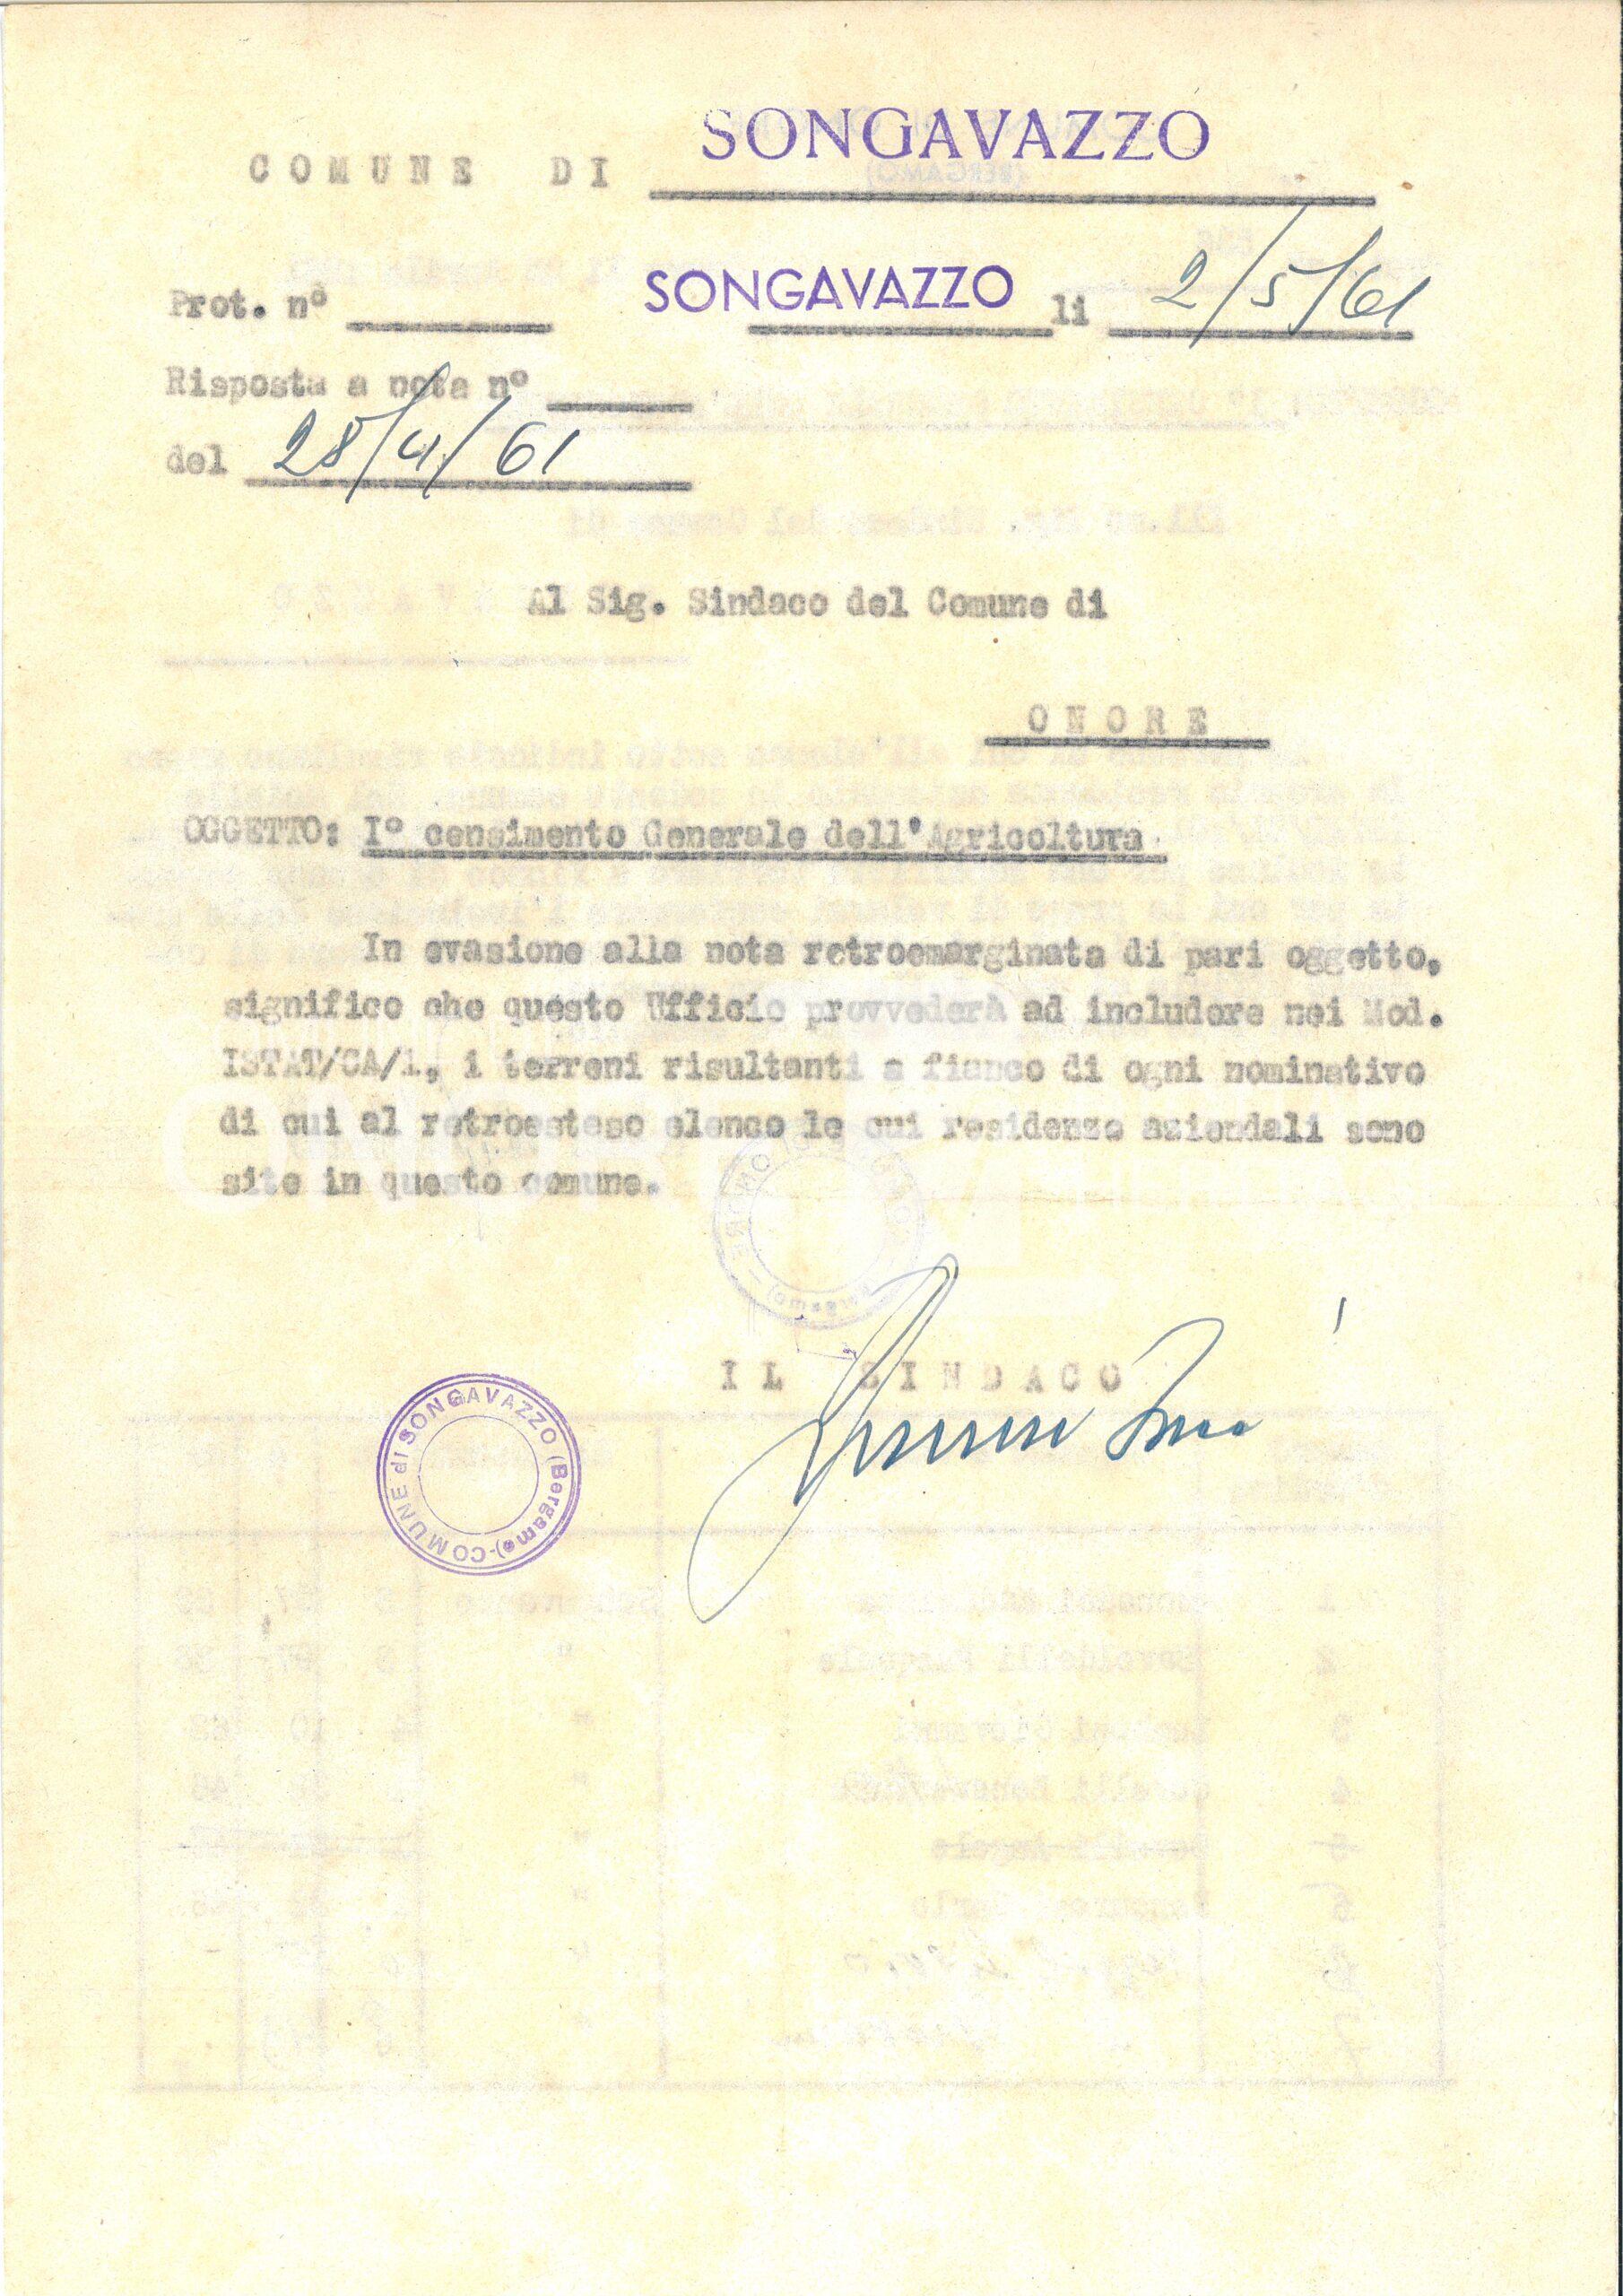 COMUNE DI SONGAVAZZO
Prot. n° SONGAVAZZO li 2/5/61
Risposta a nota n°
del 28/4/61
Al Sig. Sindaco del Comune di
ONORE
OGGETTO: I° censimento Generale dell'Agricoltura
In evasione alla nota retroemarginata di pari oggetto,
significo che questo Ufficio provvederà ad includere nei Mod.
ISTAT/CA/1, i terreni risultanti a fianco di ogni nominativo
di cui al retroesteso elenco le cui residenze aziendali sono
site in questo comune.
IL SINDACO
COMUNE di SONGAVAZZO (Bergamo)-